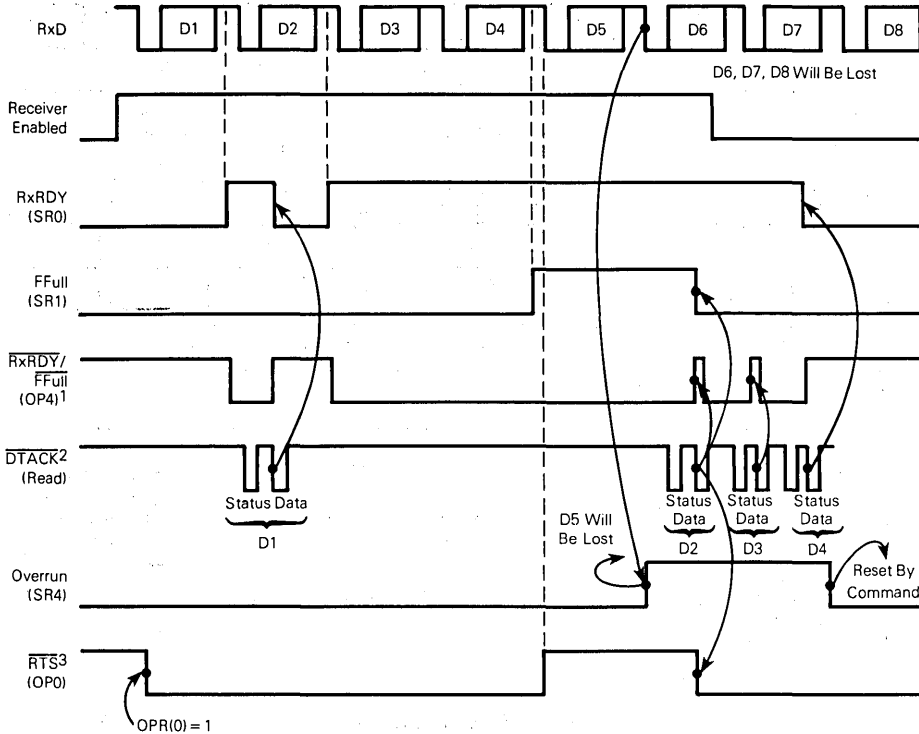 RxD
D1 D2 D3 D4 D5 D6 D7 D8
D6, D7, D8 Will Be Lost
Receiver
Enabled
RxRDY
(SR0)
FFull
(SR1)
RxRDY/
FFull
(OP4)1
DTACK2
(Read)
Status Data
D1
Status
Data
D2
Status
Data
D3
Status
Data
D4
D5 Will
Be Lost
Overrun
(SR4)
Reset By
Command
RTS3
(OP0)
OPR(0) = 1